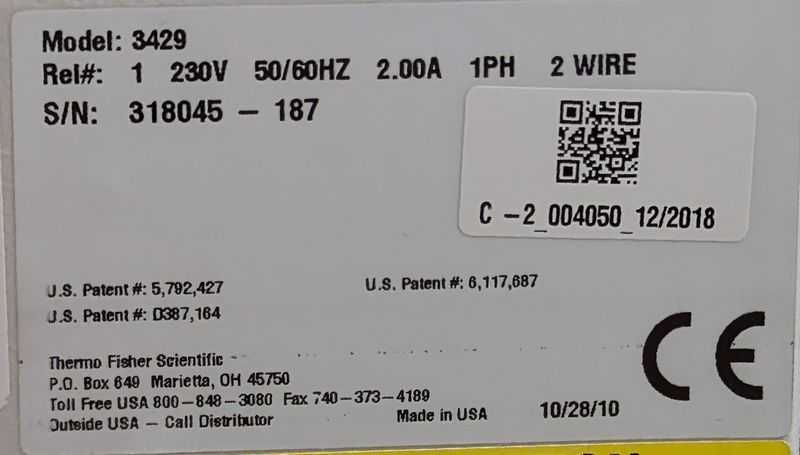 Model: 3429
Rel#: 1 230V 50/60HZ 2.00A 1PH 2 WIRE
S/N: 318045 – 187
C -2_004050_12/2018
U.S. Patent #: 5,792,427 U.S. Patent #: 6,117,687
U.S. Patent #: D387,164
Thermo Fisher Scientific
P.O. Box 649 Marietta, OH 45750
Toll Free USA 800–848–3080 Fax 740–373–4189
Outside USA – Call Distributor Made in USA 10/28/10
CE